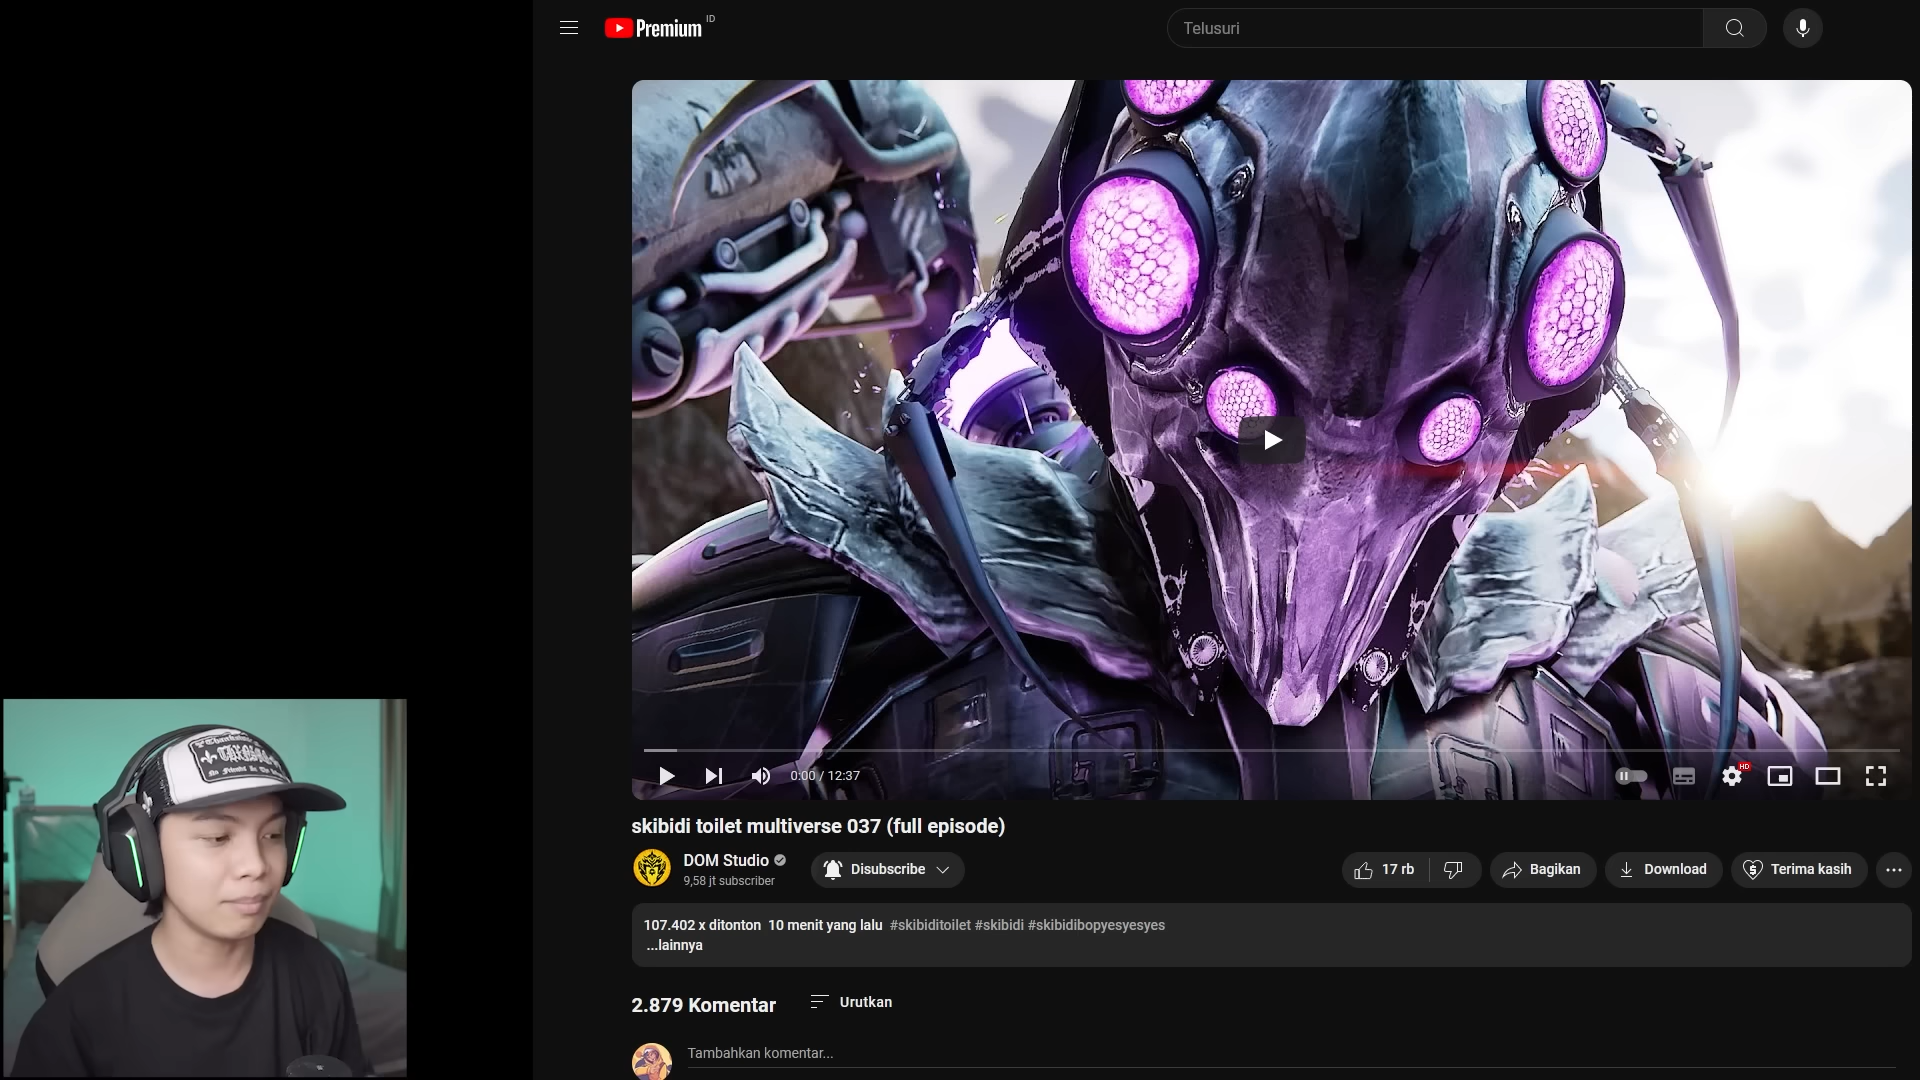 Premium ID
Telusuri
0:00 / 12:37
HD
skibidi toilet multiverse 037 (full episode)
DOM Studio
9,58 jt subscriber
Disubscribe
17 rb
Bagikan
Download
Terima kasih
107.402 x ditonton 10 menit yang lalu #skibiditoilet #skibidi #skibidibopyesyesyes
...lainnya
2.879 Komentar
Urutkan
Tambahkan komentar...